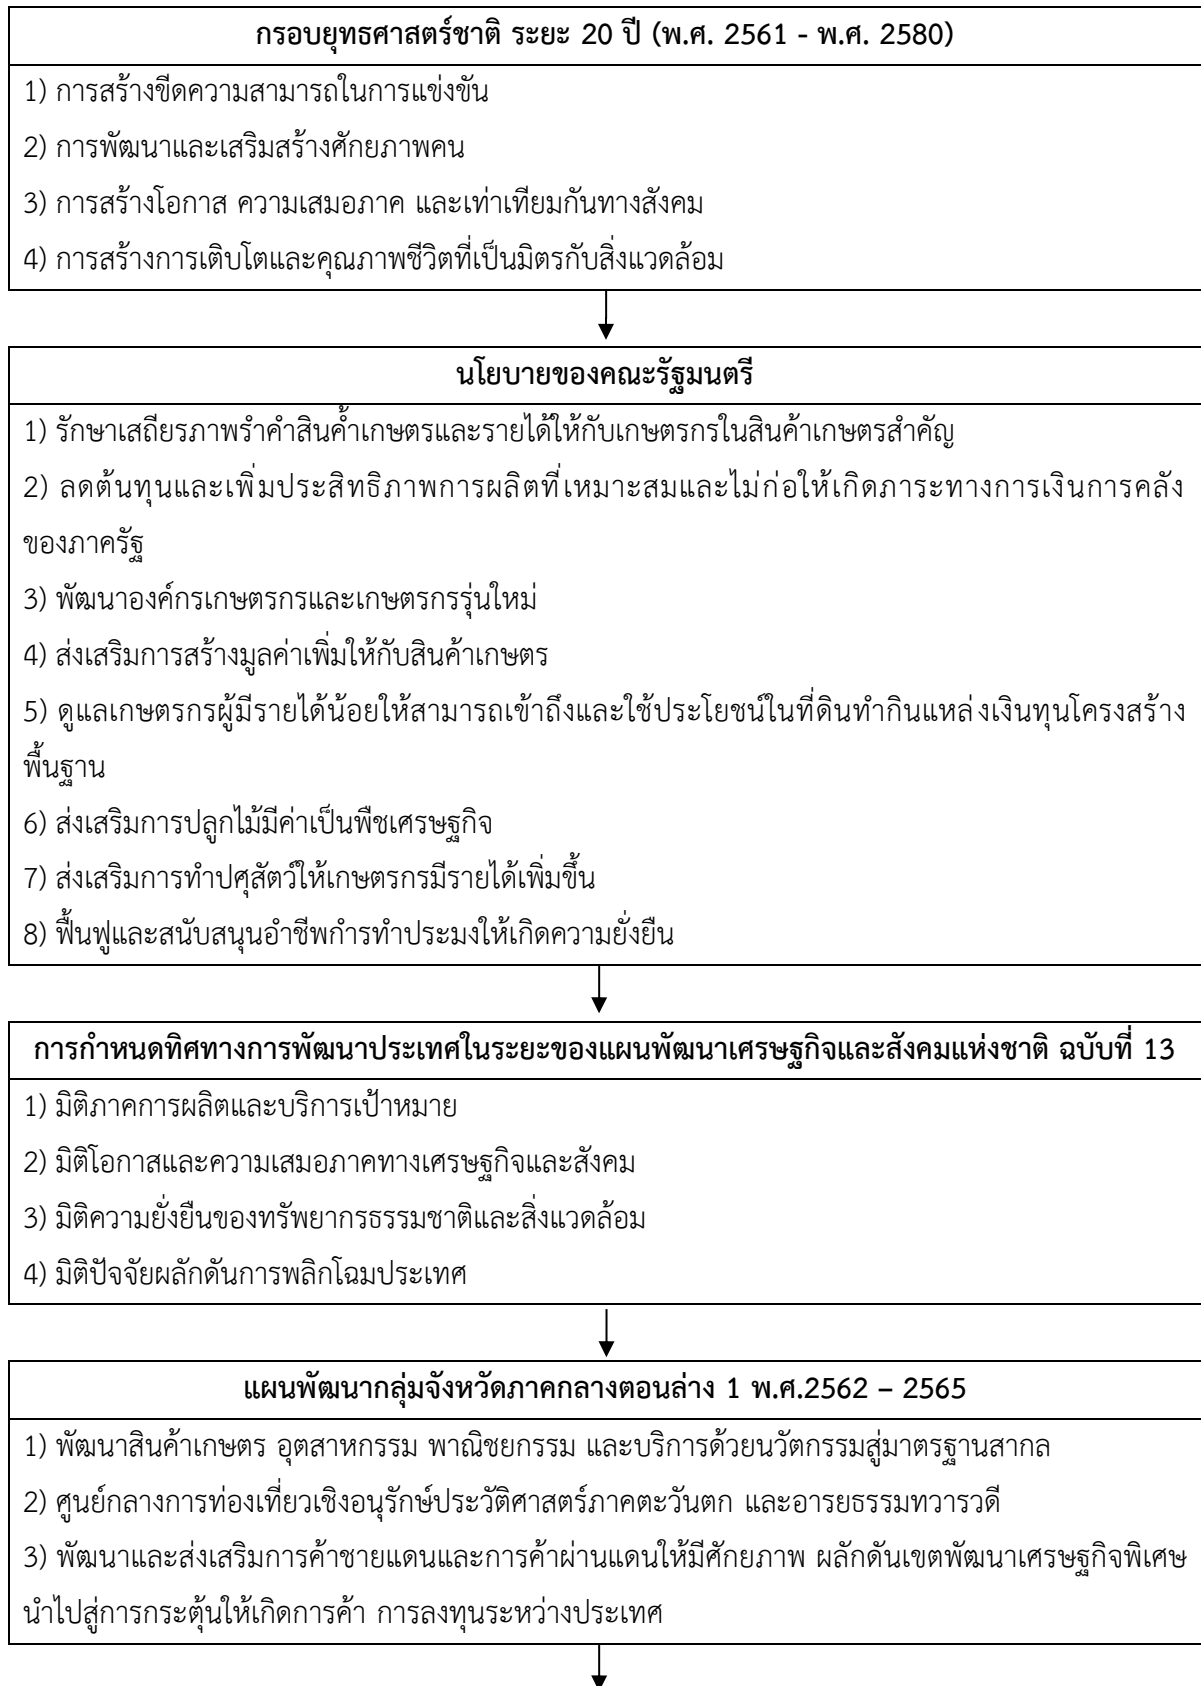 กรอบยุทธศาสตร์ชาติ ระยะ 20 ปี (พ.ศ. 2561 - พ.ศ. 2580)
1) การสร้างขีดความสามารถในการแข่งขัน
2) การพัฒนาและเสริมสร้างศักยภาพคน
3) การสร้างโอกาส ความเสมอภาค และเท่าเทียมกันทางสังคม
4) การสร้างการเติบโตและคุณภาพชีวิตที่เป็นมิตรกับสิ่งแวดล้อม
นโยบายของคณะรัฐมนตรี
1) รักษาเสถียรภาพรำคำสินค้ำเกษตรและรายได้ให้กับเกษตรกรในสินค้าเกษตรสำคัญ
2) ลดต้นทุนและเพิ่มประสิทธิภาพการผลิตที่เหมาะสมและไม่ก่อให้เกิดภาระทางการเงินการคลัง
ของภาครัฐ
3) พัฒนาองค์กรเกษตรกรและเกษตรกรรุ่นใหม่
4) ส่งเสริมการสร้างมูลค่าเพิ่มให้กับสินค้าเกษตร
5) ดูแลเกษตรกรผู้มีรายได้น้อยให้สามารถเข้าถึงและใช้ประโยชน์ในที่ดินทำกินแหล่งเงินทุนโครงสร้าง
พื้นฐาน
6) ส่งเสริมการปลูกไม้มีค่าเป็นพืชเศรษฐกิจ
7) ส่งเสริมการทำปศุสัตว์ให้เกษตรกรมีรายได้เพิ่มขึ้น
8) ฟื้นฟูและสนับสนุนอำชีพกำรทำประมงให้เกิดความยั่งยืน
การกำหนดทิศทางการพัฒนาประเทศในระยะของแผนพัฒนาเศรษฐกิจและสังคมแห่งชาติ ฉบับที่ 13
1) มิติภาคการผลิตและบริการเป้าหมาย
2) มิติโอกาสและความเสมอภาคทางเศรษฐกิจและสังคม
3) มิติความยั่งยืนของทรัพยากรธรรมชาติและสิ่งแวดล้อม
4) มิติปัจจัยผลักดันการพลิกโฉมประเทศ
แผนพัฒนากลุ่มจังหวัดภาคกลางตอนล่าง 1 พ.ศ.2562 – 2565
1) พัฒนาสินค้าเกษตร อุตสาหกรรม พาณิชยกรรม และบริการด้วยนวัตกรรมสู่มาตรฐานสากล
2) ศูนย์กลางการท่องเที่ยวเชิงอนุรักษ์ประวัติศาสตร์ภาคตะวันตก และอารยธรรมทวารวดี
3) พัฒนาและส่งเสริมการค้าชายแดนและการค้าผ่านแดนให้มีศักยภาพ ผลักดันเขตพัฒนาเศรษฐกิจพิเศษ
นำไปสู่การกระตุ้นให้เกิดการค้า การลงทุนระหว่างประเทศ